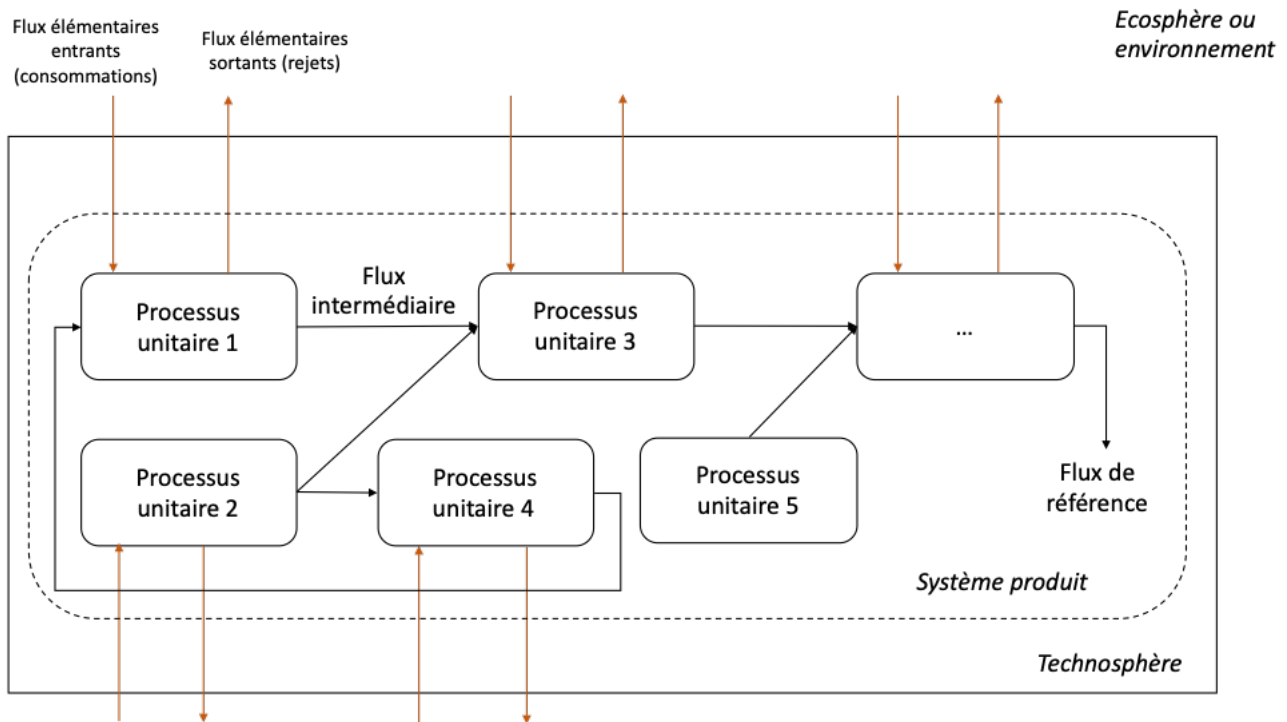 Flux élémentaires
entrants
(consommations)
Flux élémentaires
sortants (rejets)
Ecosphère ou
environnement
Processus
unitaire 1
Flux
intermédiaire
Processus
unitaire 3
...
Processus
unitaire 2
Processus
unitaire 4
Processus
unitaire 5
Flux de
référence
Système produit
Technosphère